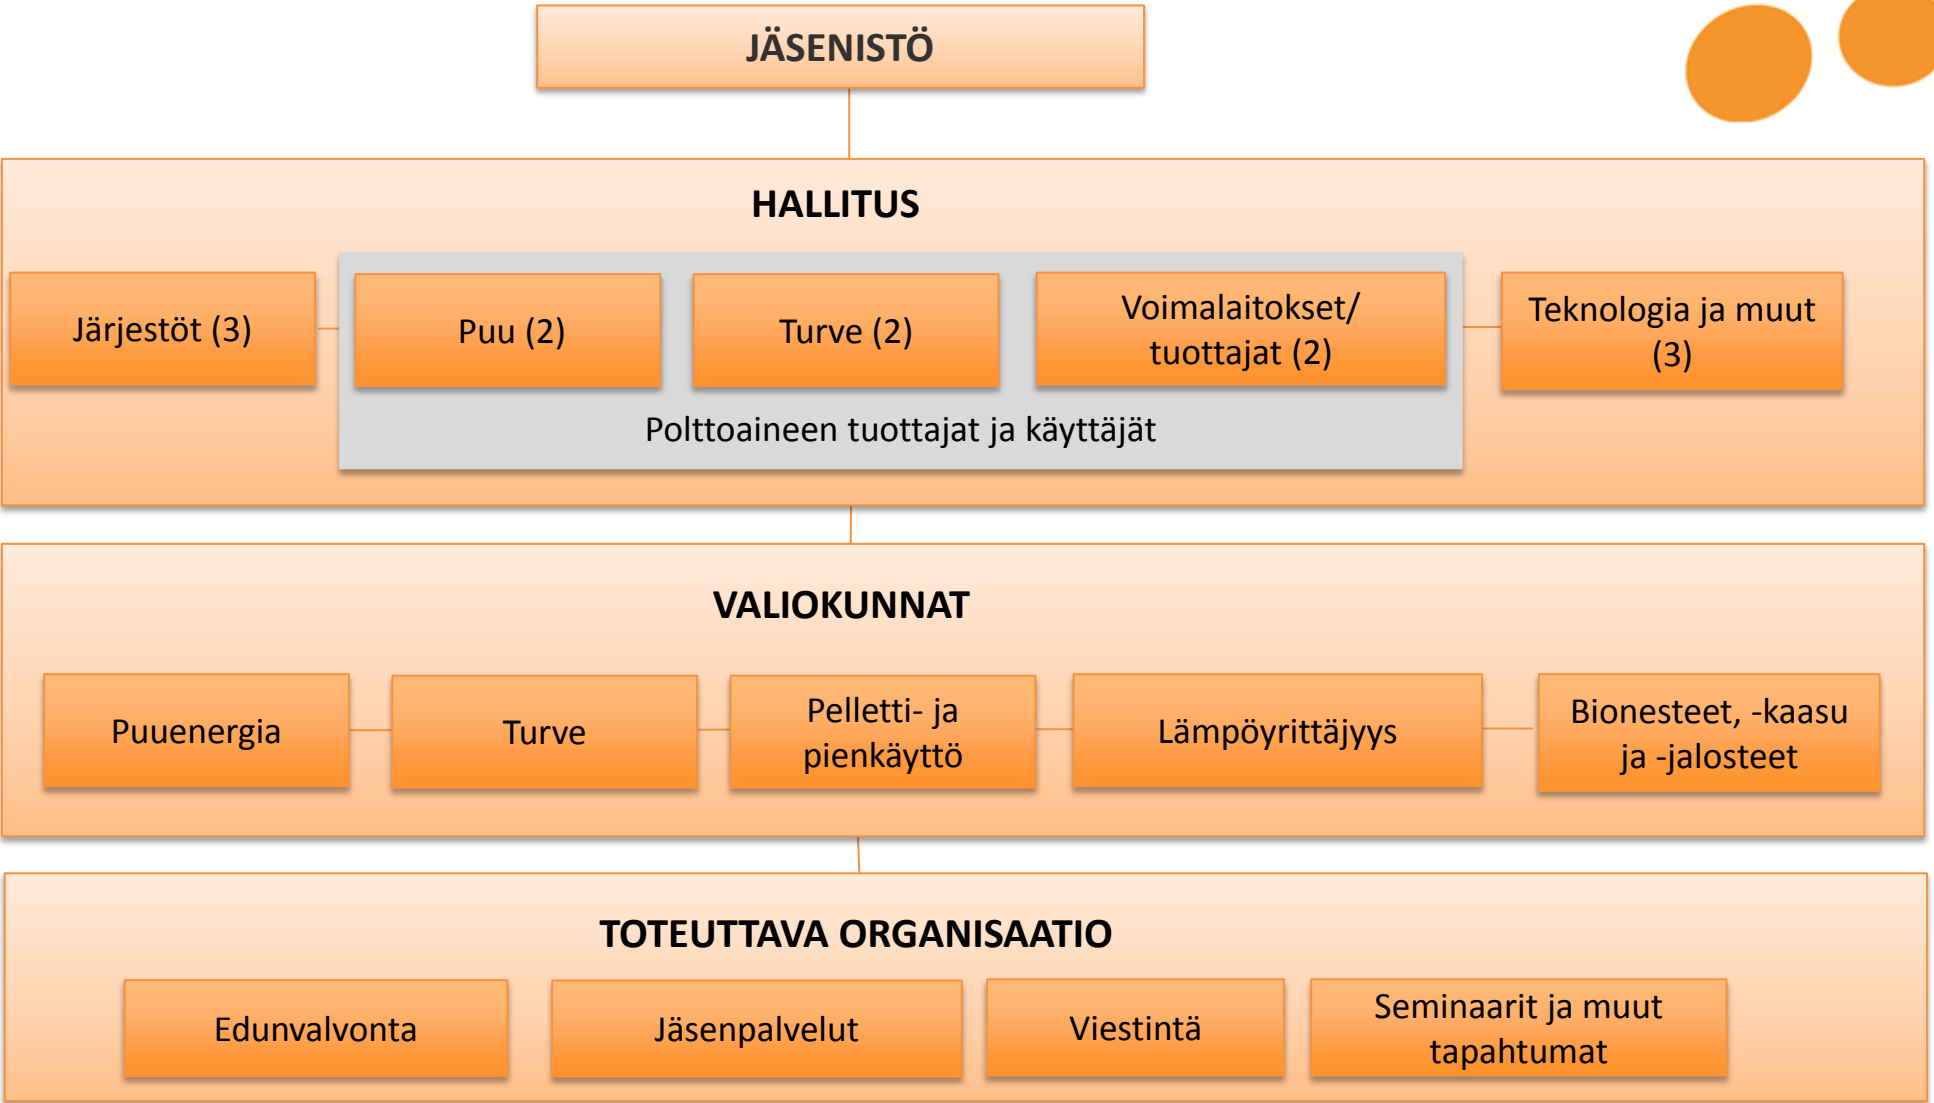 JÄSENISTÖ
HALLITUS
Järjestöt (3)
Puu (2)
Turve (2)
Voimalaitokset/
tuottajat (2)
Teknologia ja muut
(3)
Polttoaineen tuottajat ja käyttäjät
VALIOKUNNAT
Puuenergia
Turve
Pelletti- ja
pienkäyttö
Lämpöyrittäjyys
Bionesteet, -kaasu
ja -jalosteet
TOTEUTTAVA ORGANISAATIO
Edunvalvonta
Jäsenpalvelut
Viestintä
Seminaarit ja muut
tapahtumat